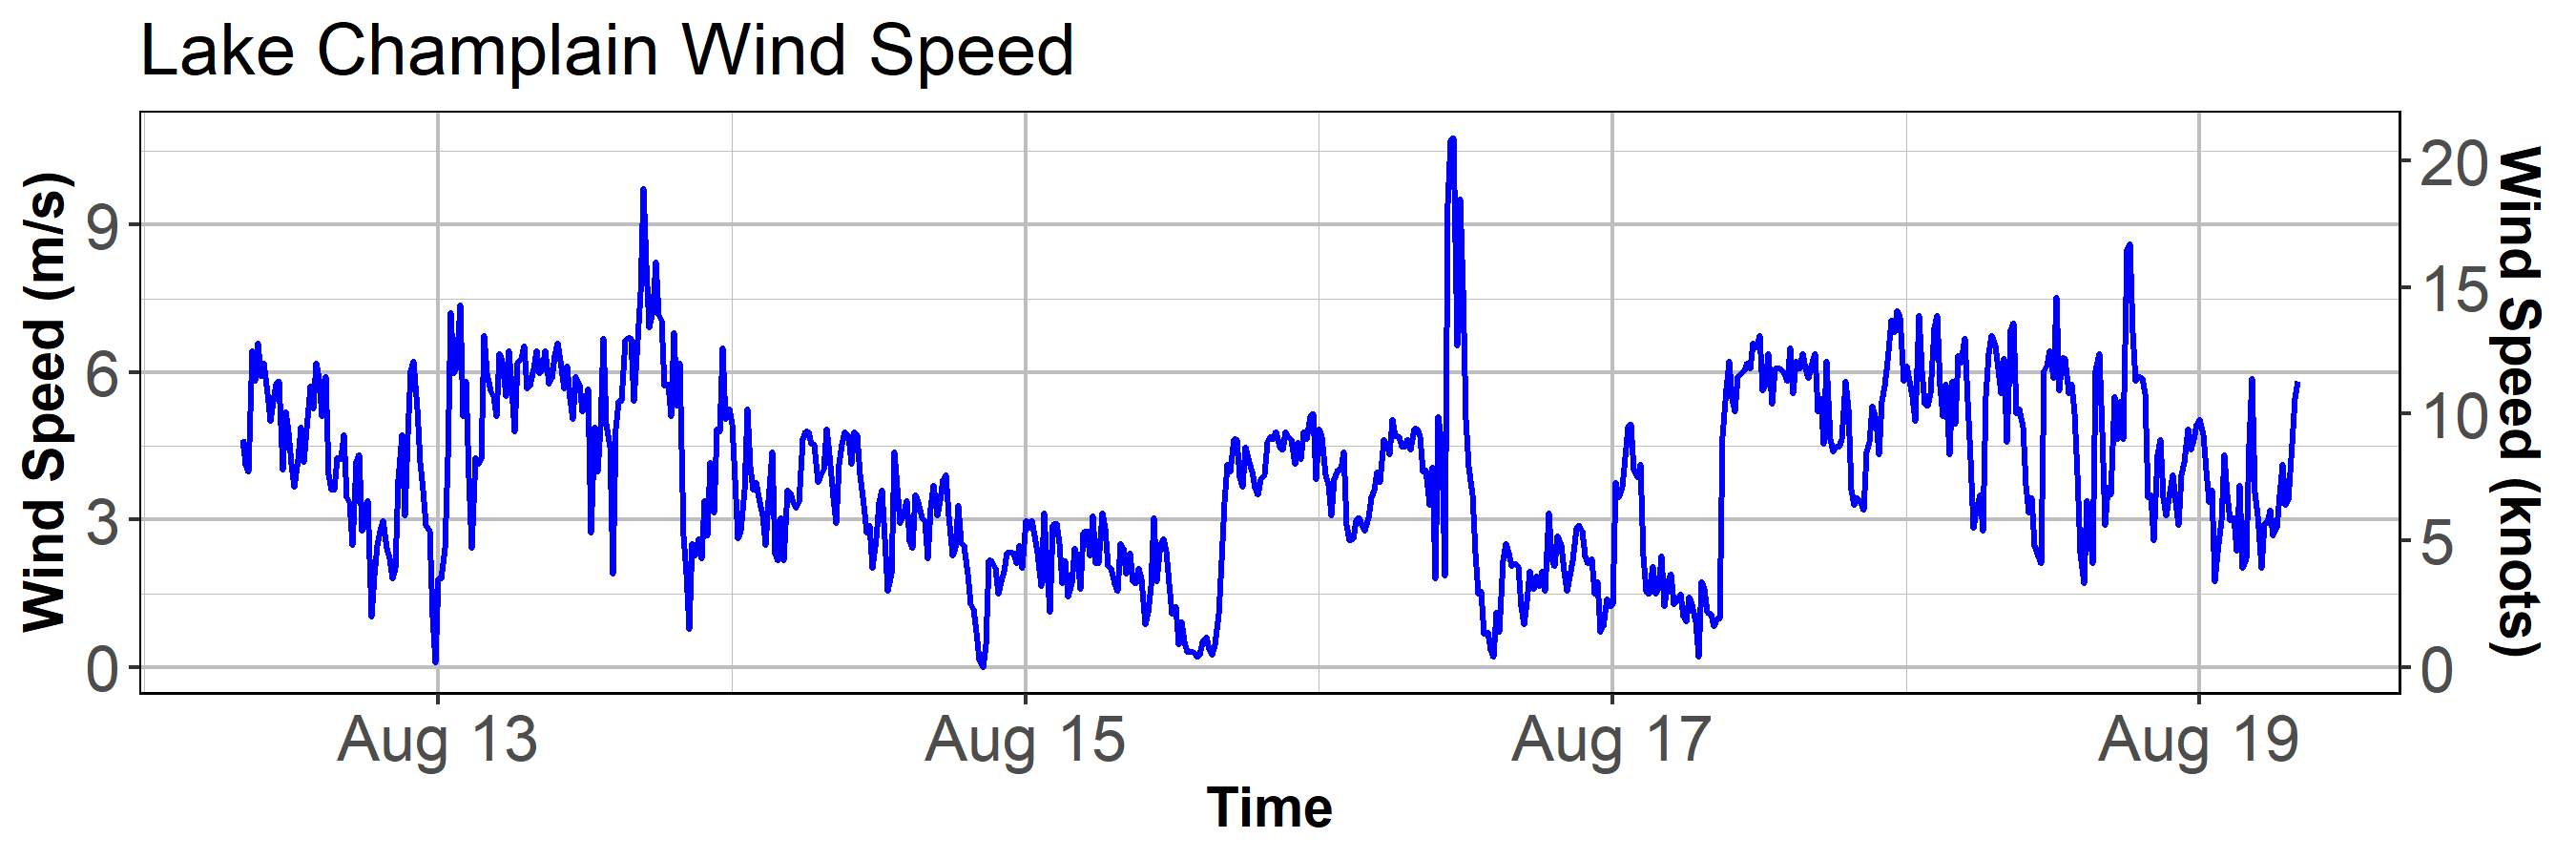 Lake Champlain Wind Speed
Wind Speed (m/s)
9
6
3
0
20
15
10
5
0
Wind Speed (knots)
Aug 13
Aug 15
Aug 17
Aug 19
Time